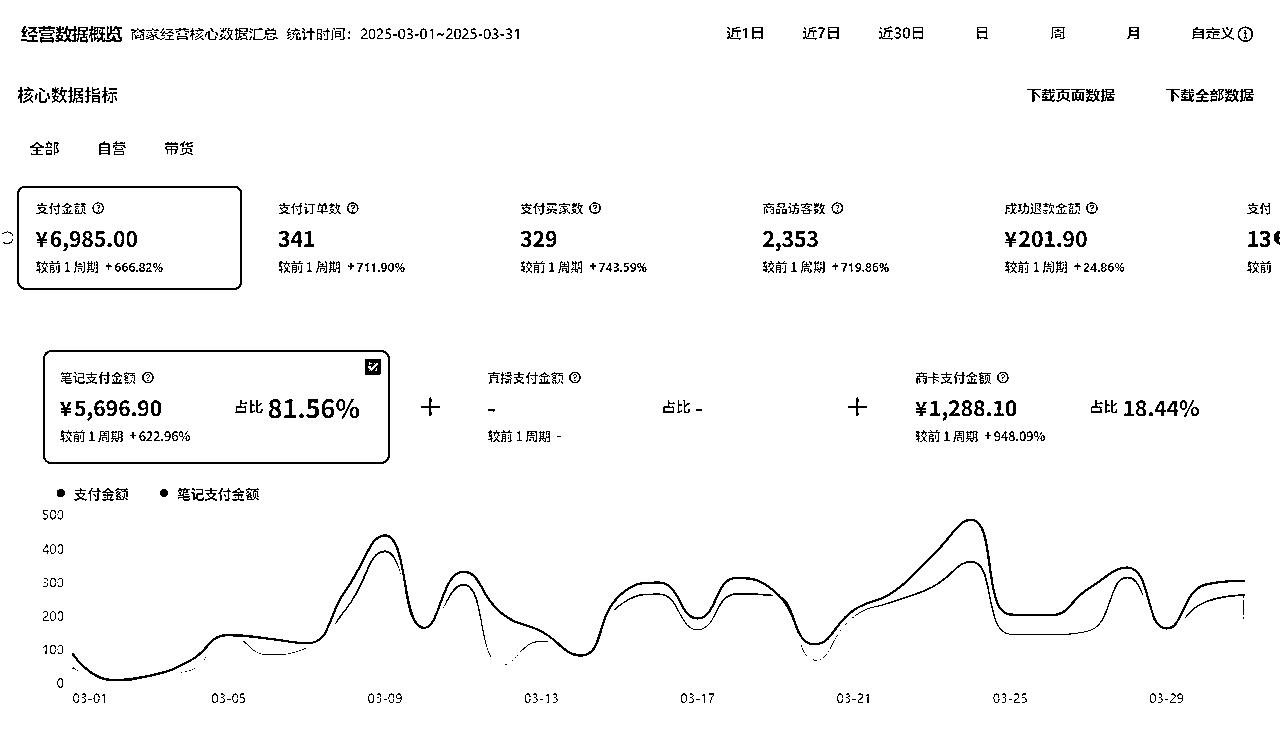 经营数据概览 商家经营核心数据汇总 统计时间：2025-03-01~2025-03-31 近1日 近7日 近30日 日 周 月 自定义
核心数据指标 下载页面数据 下载全部数据
全部 自营 带货
支付金额 支付订单数 支付买家数 商品访客数 成功退款金额 支付
¥6,985.00 341 329 2,353 ¥201.90 13
较前1周期 +666.82% 较前1周期 +711.90% 较前1周期 +743.59% 较前1周期 +719.86% 较前1周期 +24.86% 较前
笔记支付金额 直播支付金额 商卡支付金额
¥5,696.90 占比 81.56% + - 占比 - + ¥1,288.10 占比 18.44%
较前1周期 +622.96% 较前1周期 - 较前1周期 +948.09%
支付金额 笔记支付金额
500
400
300
200
100
0
03-01 03-05 03-09 03-13 03-17 03-21 03-25 03-29